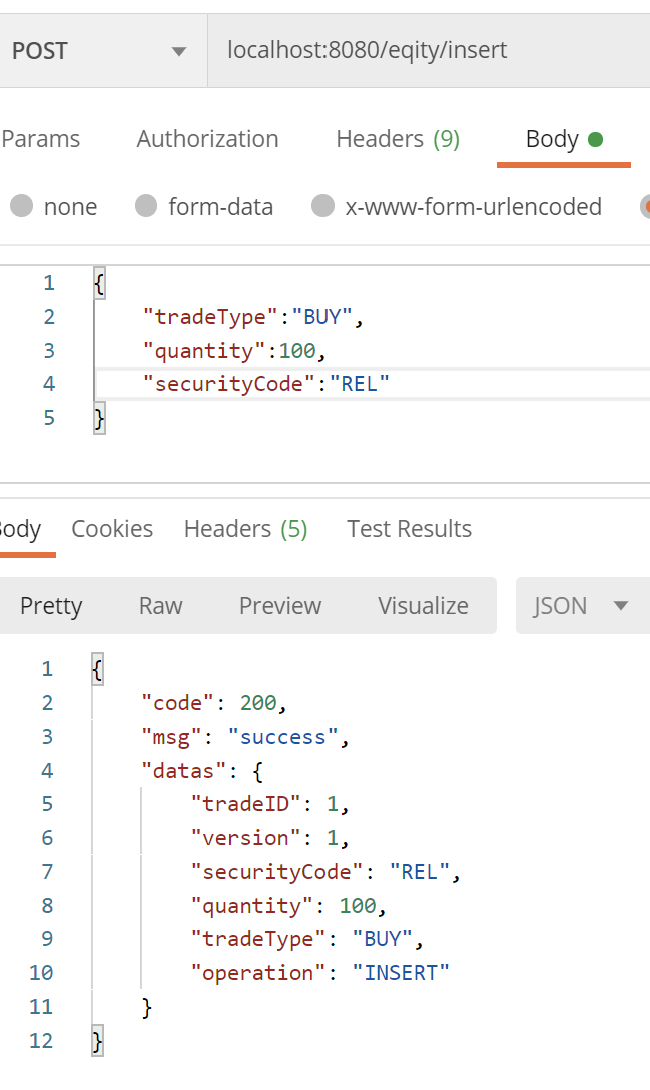 POST localhost:8080/eqity/insert
Params Authorization Headers (9) Body
none form-data x-www-form-urlencoded
1 {
2 "tradeType":"BUY",
3 "quantity":100,
4 "securityCode":"REL"
5 }
Body Cookies Headers (5) Test Results
Pretty Raw Preview Visualize JSON
1 {
2 "code": 200,
3 "msg": "success",
4 "datas": {
5 "tradeID": 1,
6 "version": 1,
7 "securityCode": "REL",
8 "quantity": 100,
9 "tradeType": "BUY",
10 "operation": "INSERT"
11 }
12 }